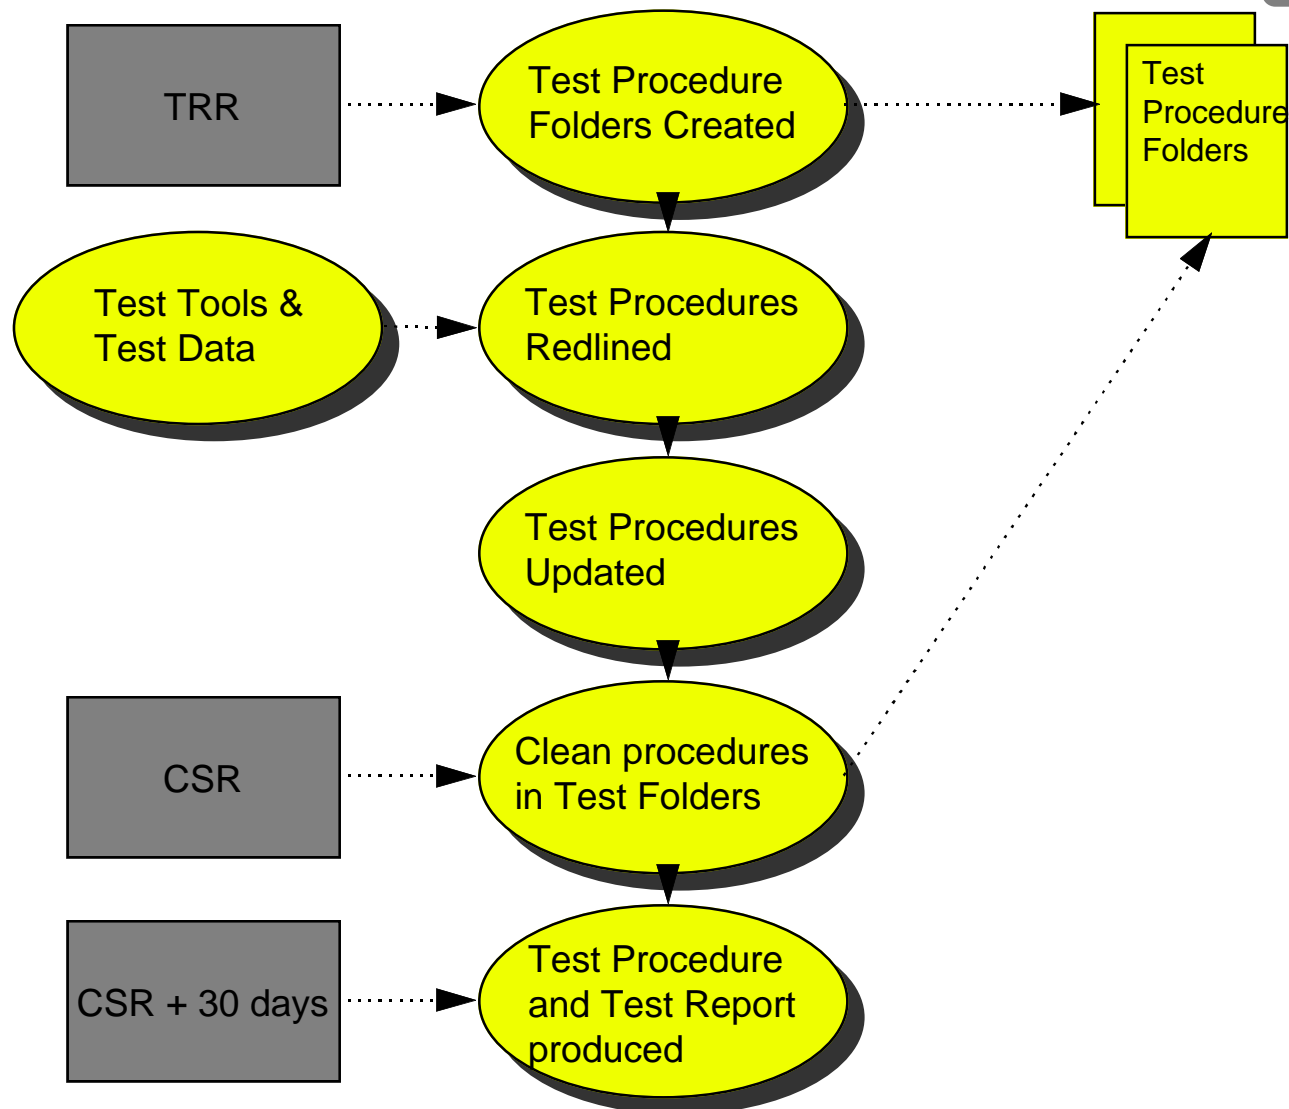 TRR
Test Procedure
Folders Created
Test
Procedure
Folders
Test Tools &
Test Data
Test Procedures
Redlined
Test Procedures
Updated
CSR
Clean procedures
in Test Folders
CSR + 30 days
Test Procedure
and Test Report
produced